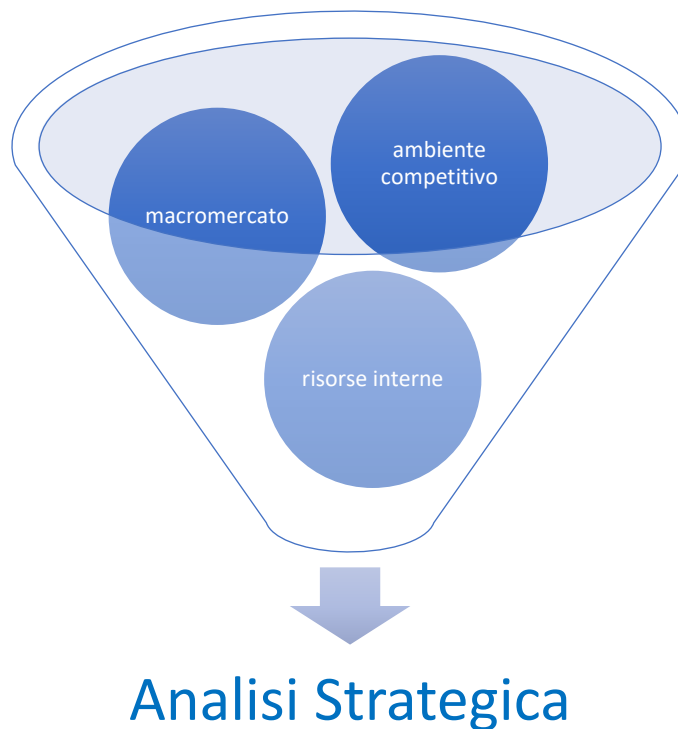 ambiente
competitivo
macromercato
risorse interne
Analisi Strategica